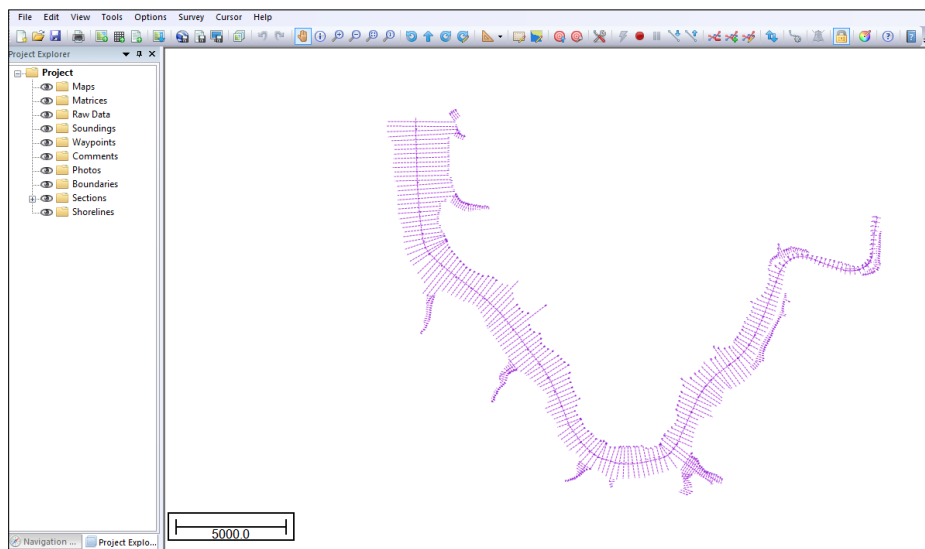 File Edit View Tools Options Survey Cursor Help
Project Explorer
Project
Maps
Matrices
Raw Data
Soundings
Waypoints
Comments
Photos
Boundaries
Sections
Shorelines
5000.0
Navigation ... Project Explo...